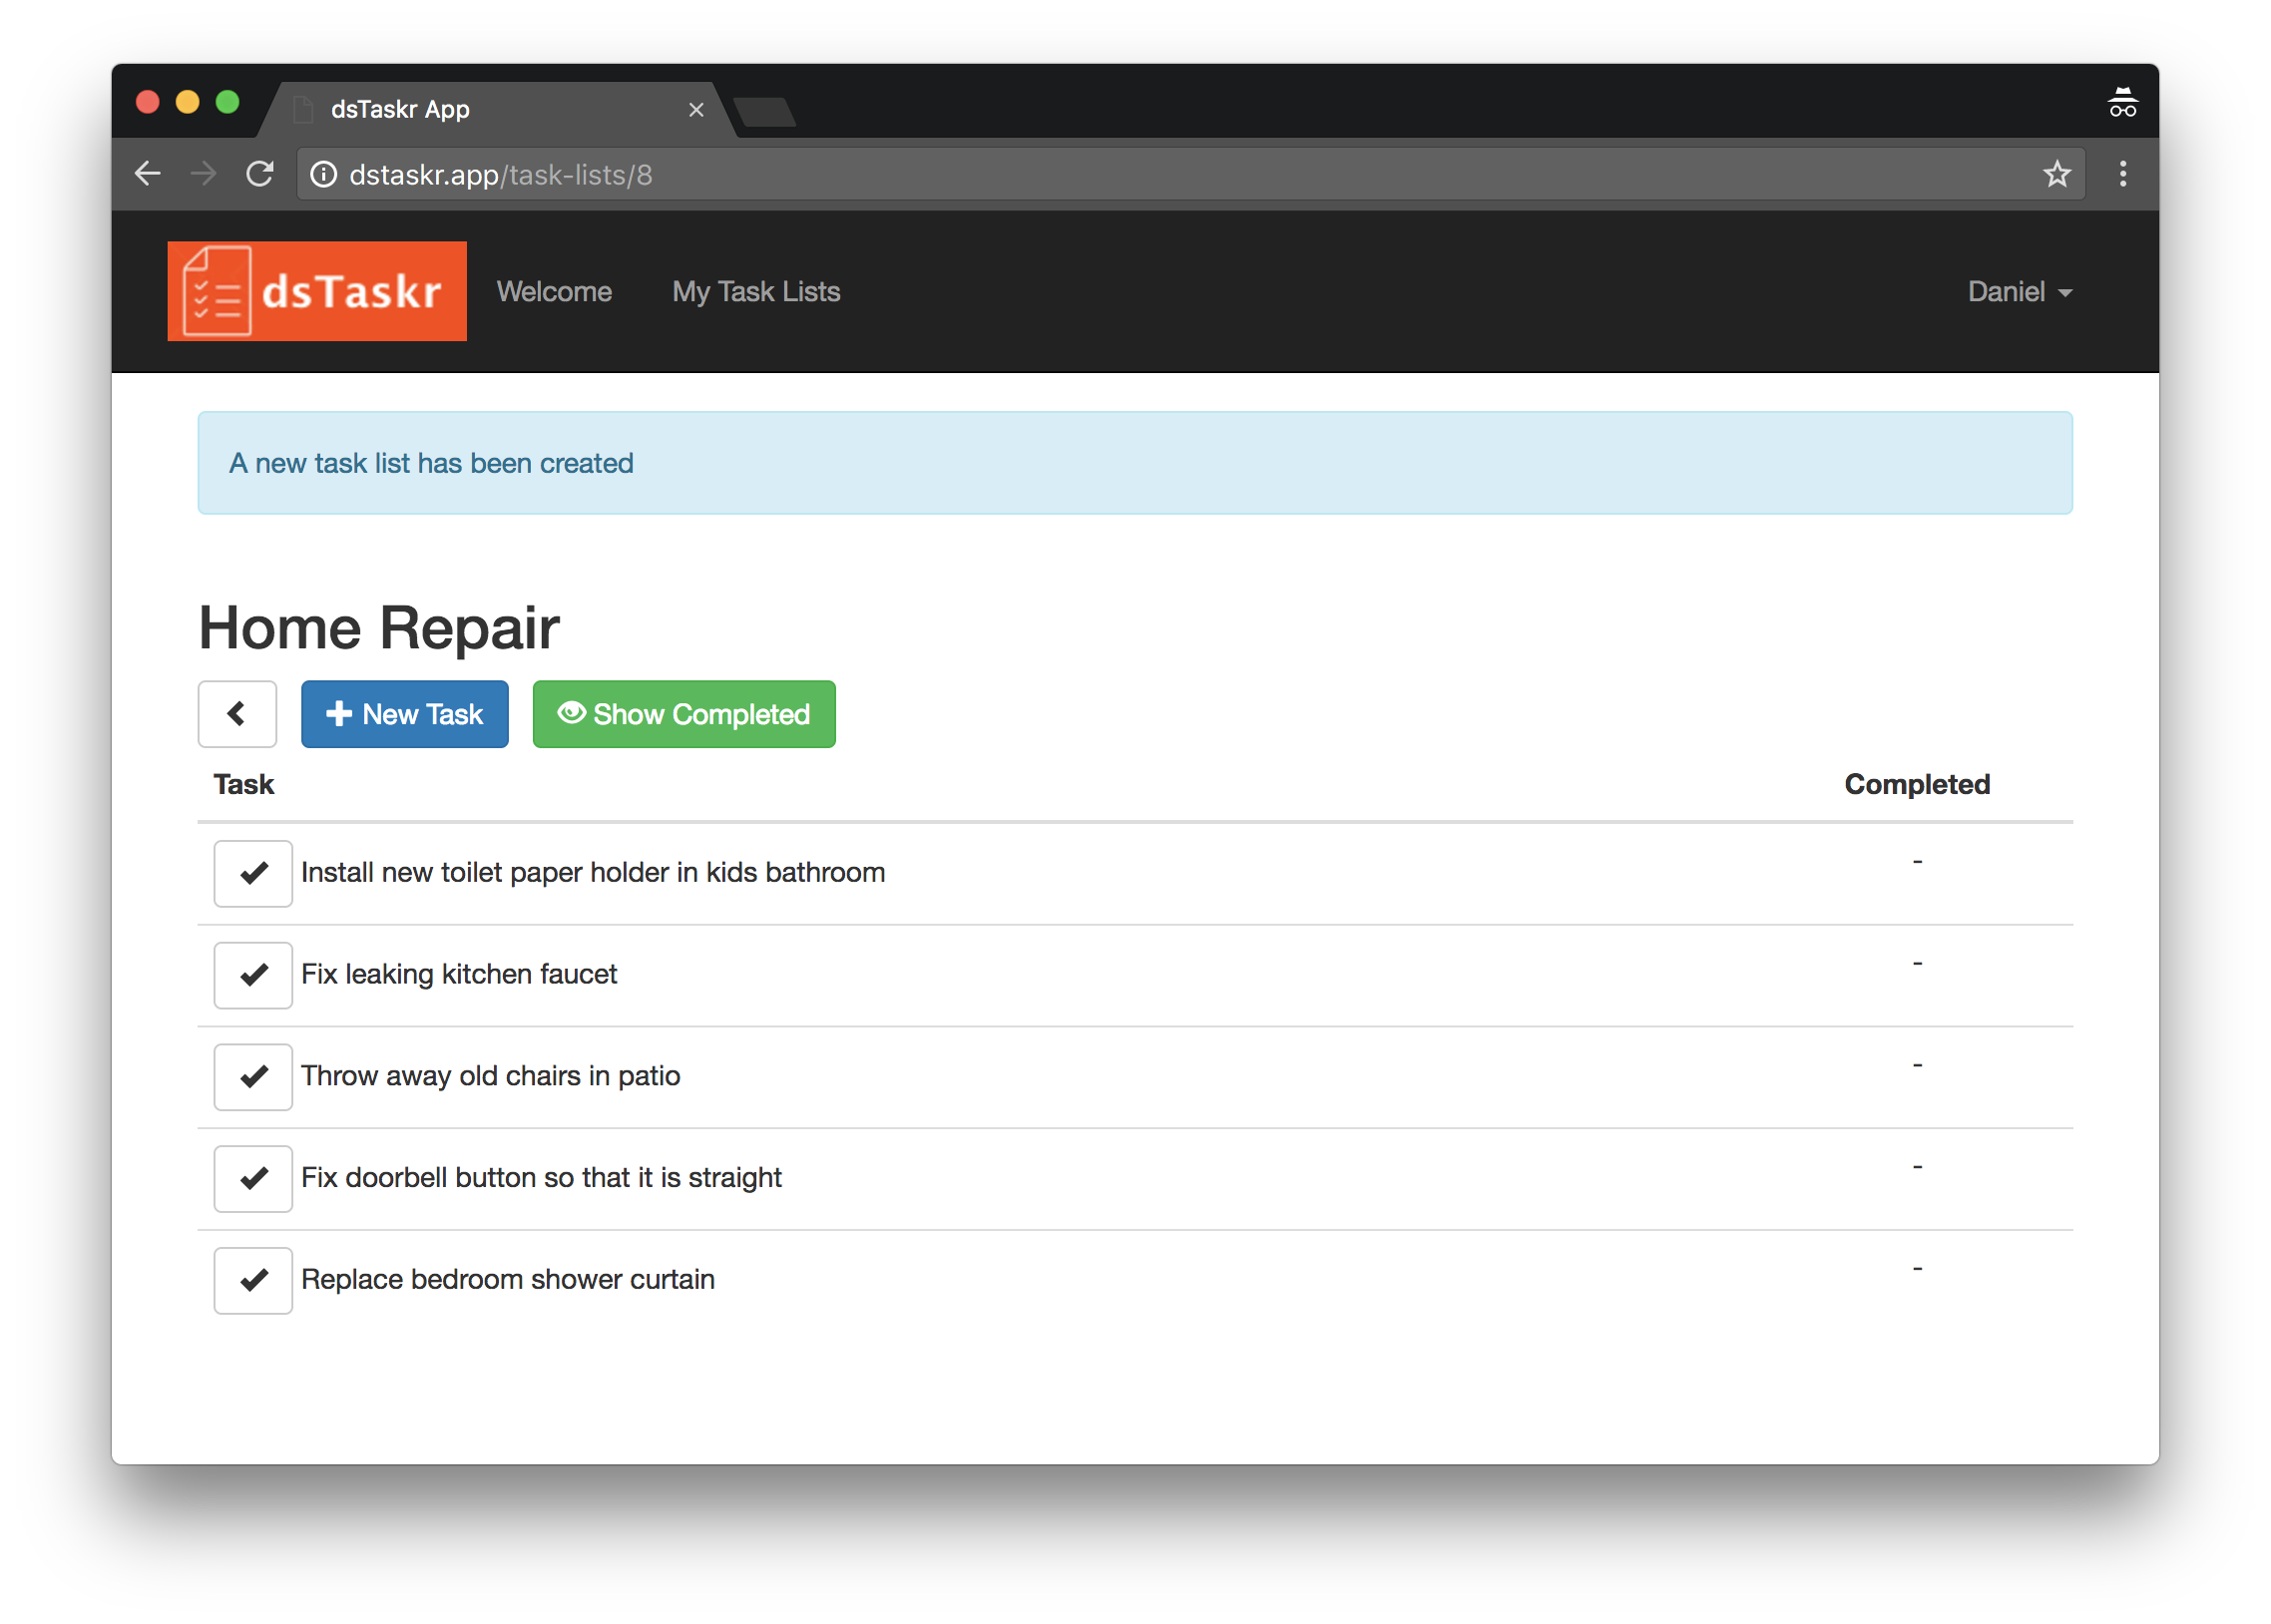 dsTaskr App
dstaskr.app/task-lists/8
dsTaskr Welcome My Task Lists Daniel
A new task list has been created
Home Repair
New Task Show Completed
Task Completed
Install new toilet paper holder in kids bathroom -
Fix leaking kitchen faucet -
Throw away old chairs in patio -
Fix doorbell button so that it is straight -
Replace bedroom shower curtain -